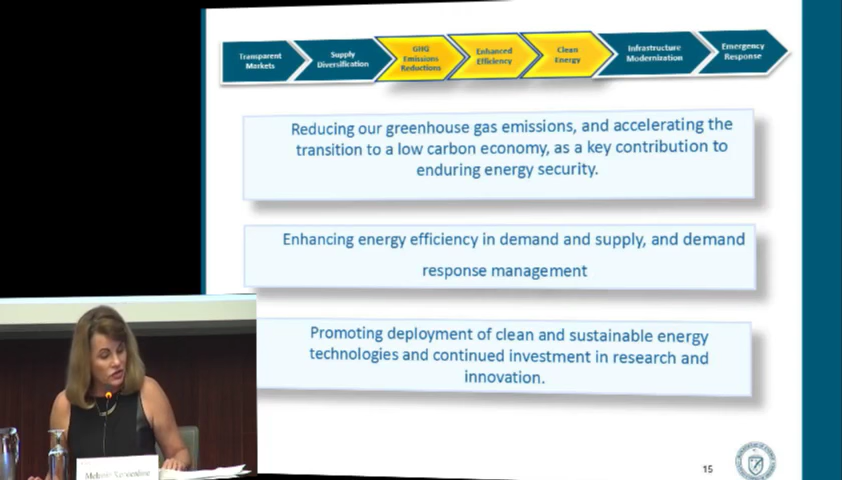 Transparent
Markets
Supply
Diversification
GHG
Emissions
Reductions
Enhanced
Efficiency
Clean
Energy
Infrastructure
Modernization
Emergency
Response
Reducing our greenhouse gas emissions, and accelerating the
transition to a low carbon economy, as a key contribution to
enduring energy security.
Enhancing energy efficiency in demand and supply, and demand
response management
Promoting deployment of clean and sustainable energy
technologies and continued investment in research and
innovation.
15